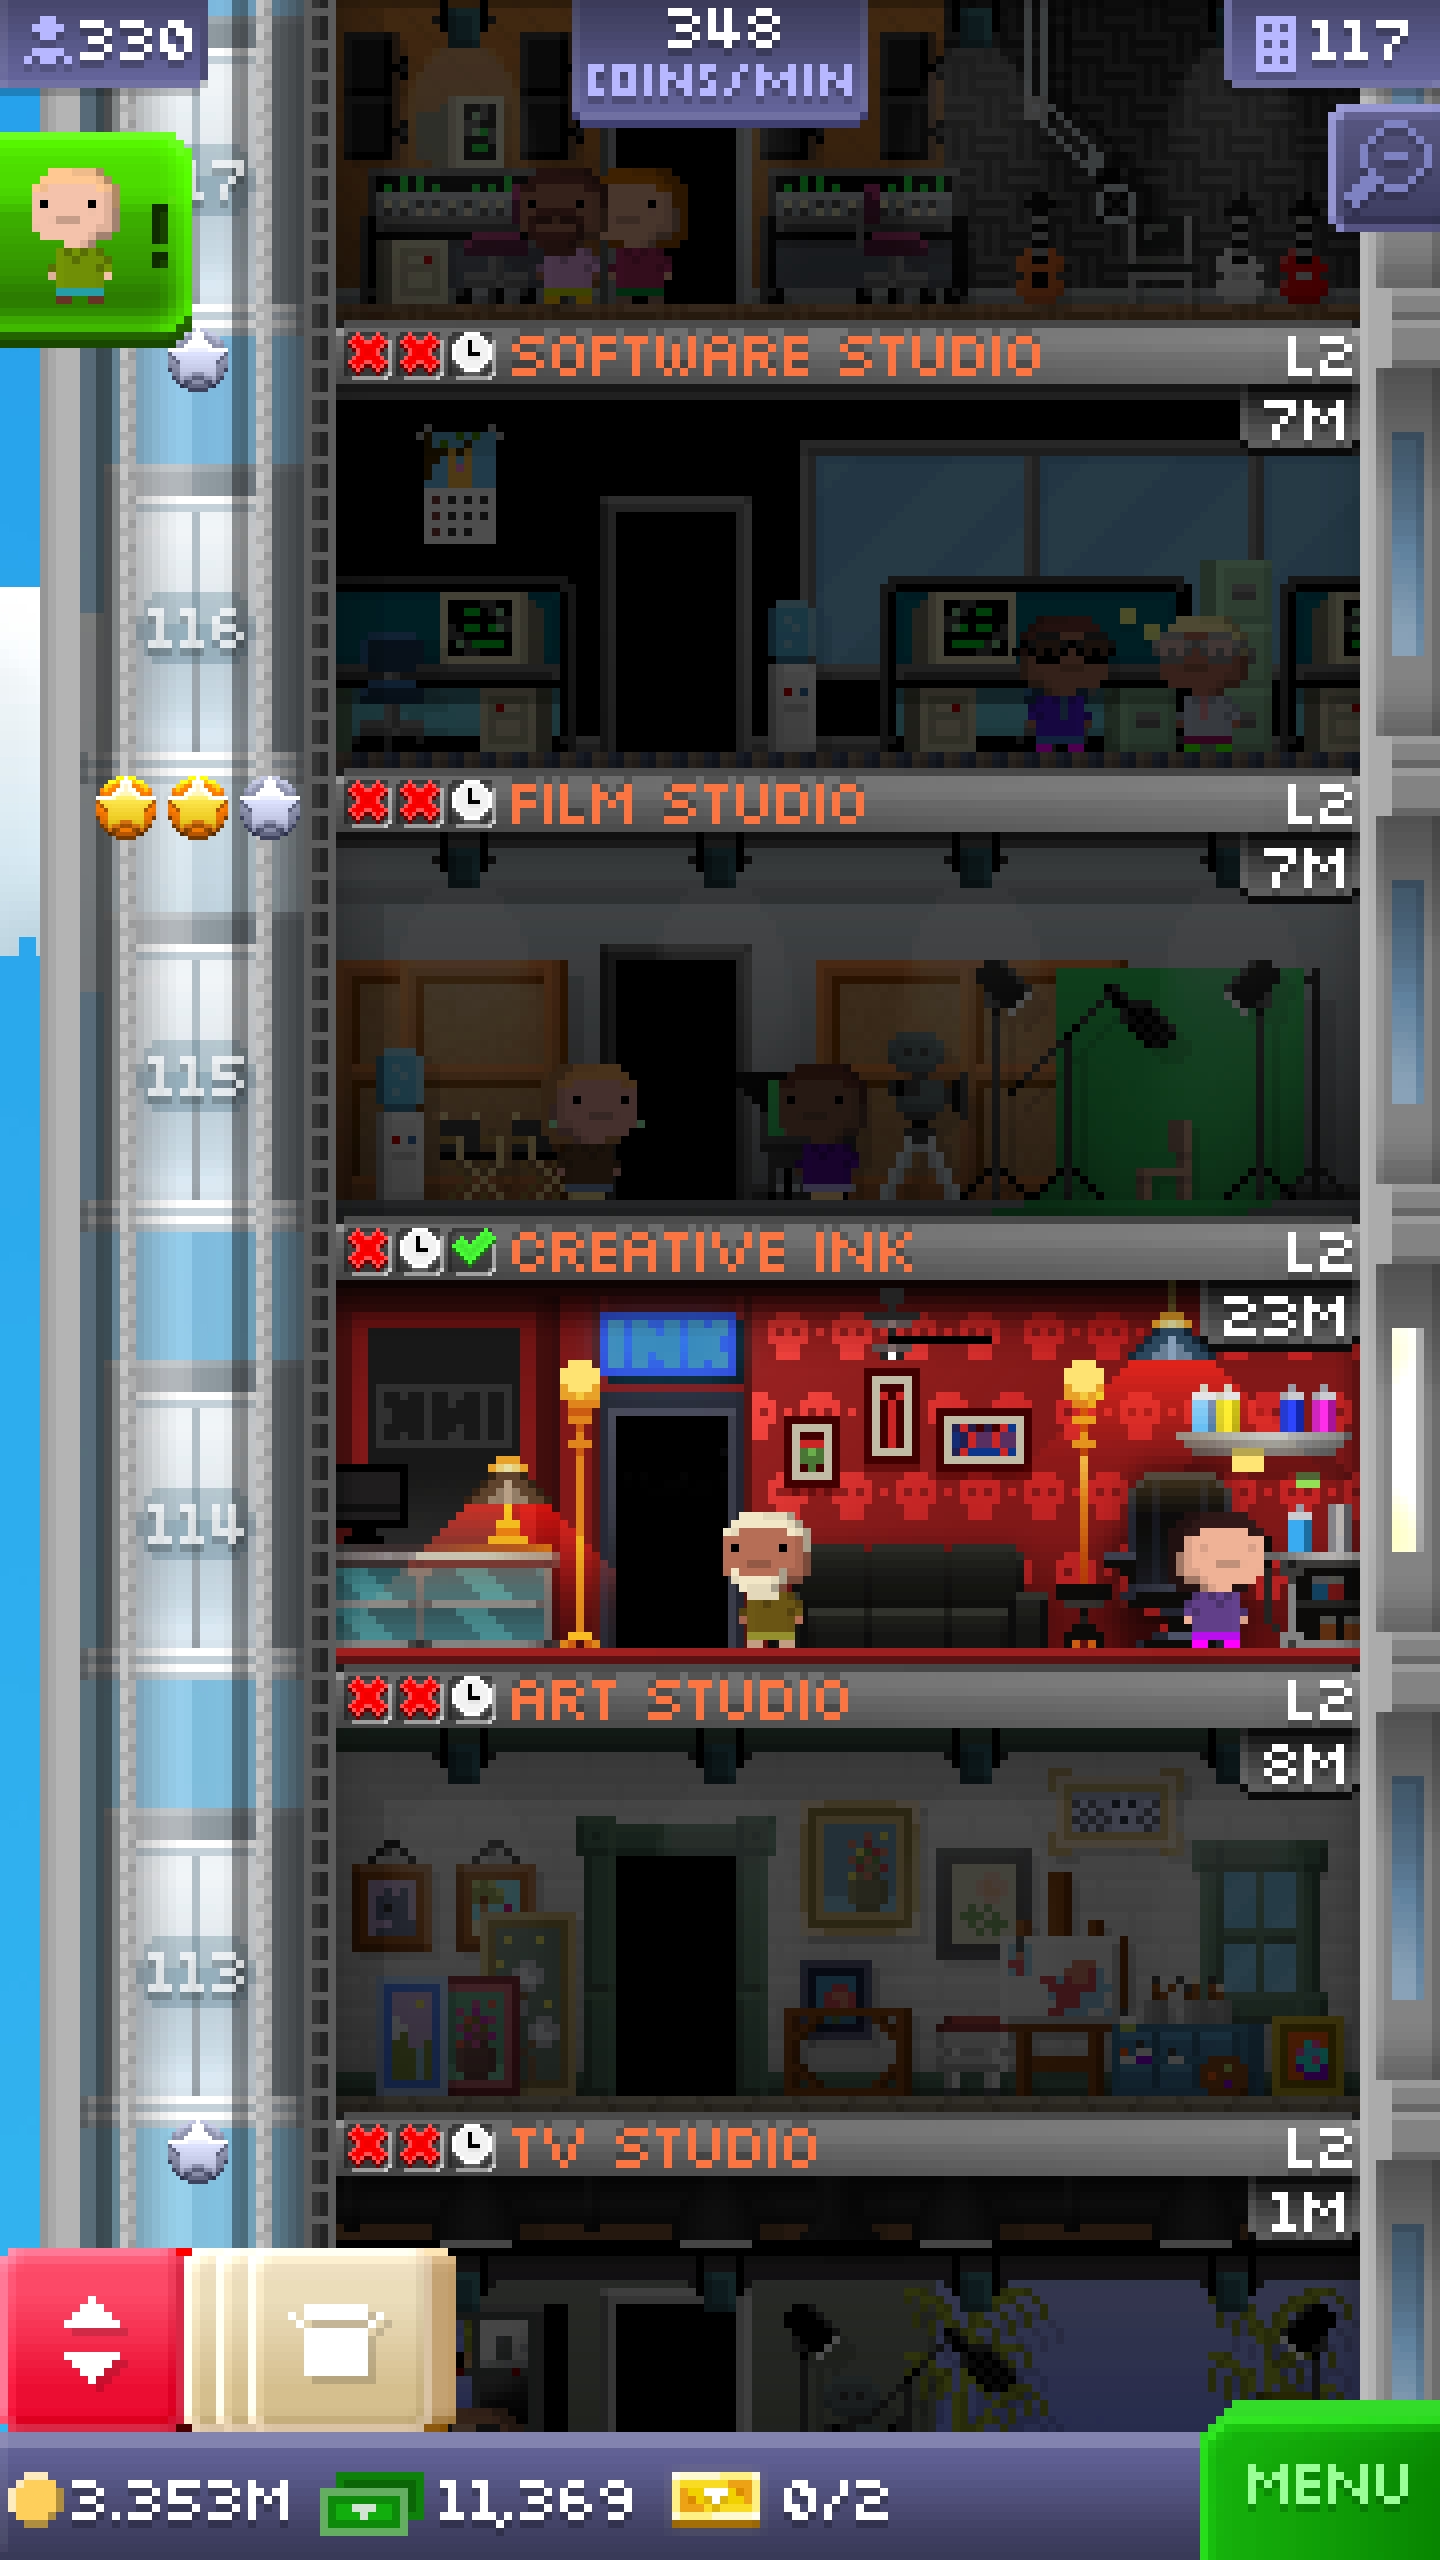 330
348
COINS/MIN
117
17
SOFTWARE STUDIO
L2
7M
116
FILM STUDIO
L2
7M
115
CREATIVE INK
L2
23M
INK
114
ART STUDIO
L2
8M
113
TV STUDIO
L2
1M
3.353M
11,369
0/2
MENU